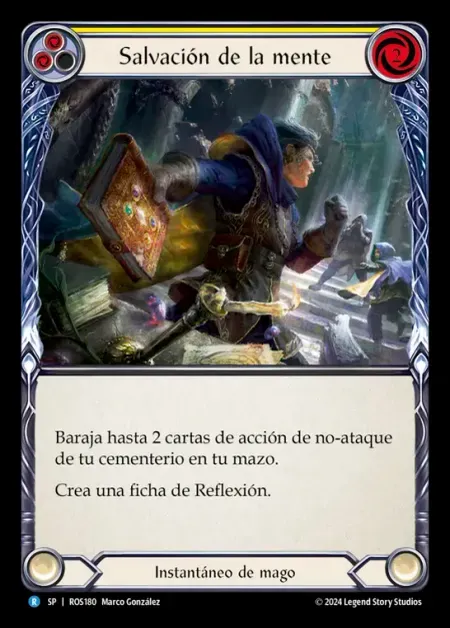 Salvación de la mente
2
Baraja hasta 2 cartas de acción de no-ataque
de tu cementerio en tu mazo.
Crea una ficha de Reflexión.
Instantáneo de mago
R SP | ROS180 Marco González
© 2024 Legend Story Studios